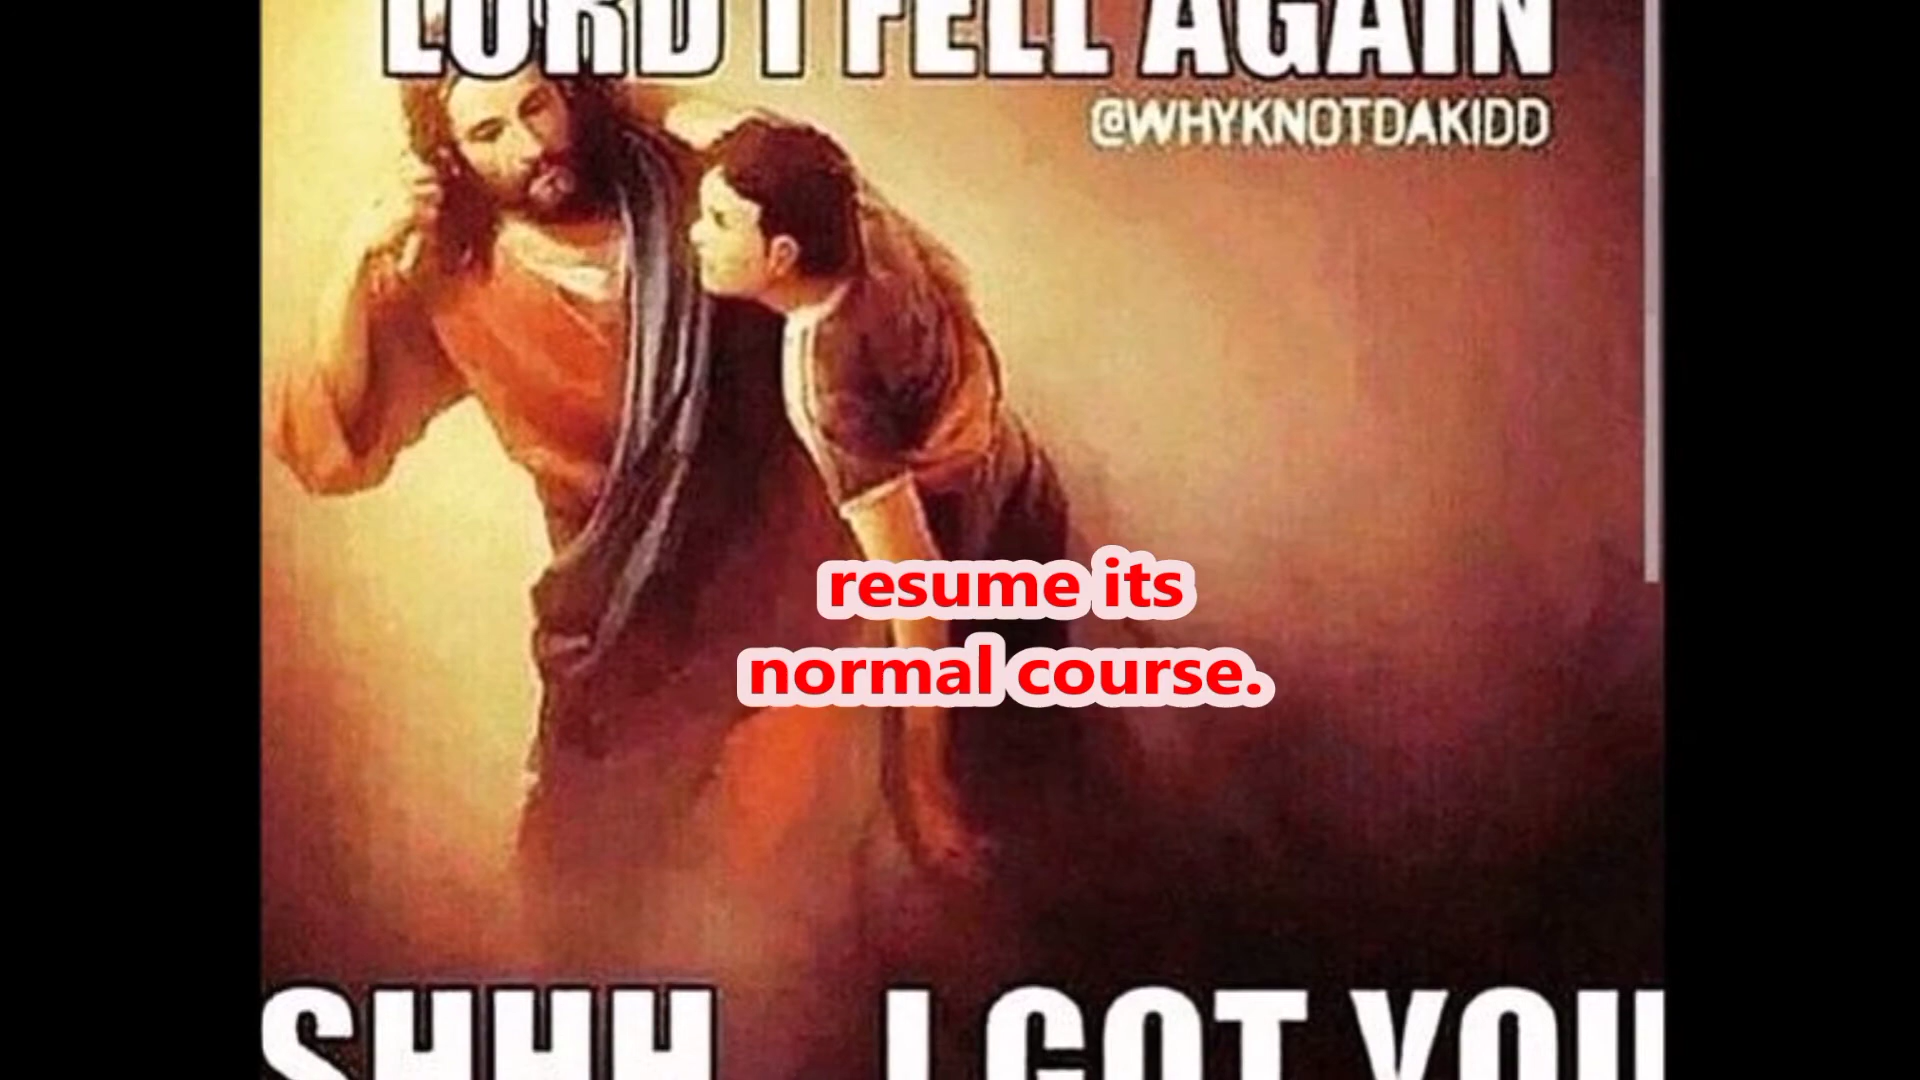 LORD I FELL AGAIN
@WHYKNOTDAKIDD
resume its
normal course.
SHHH I GOT YOU